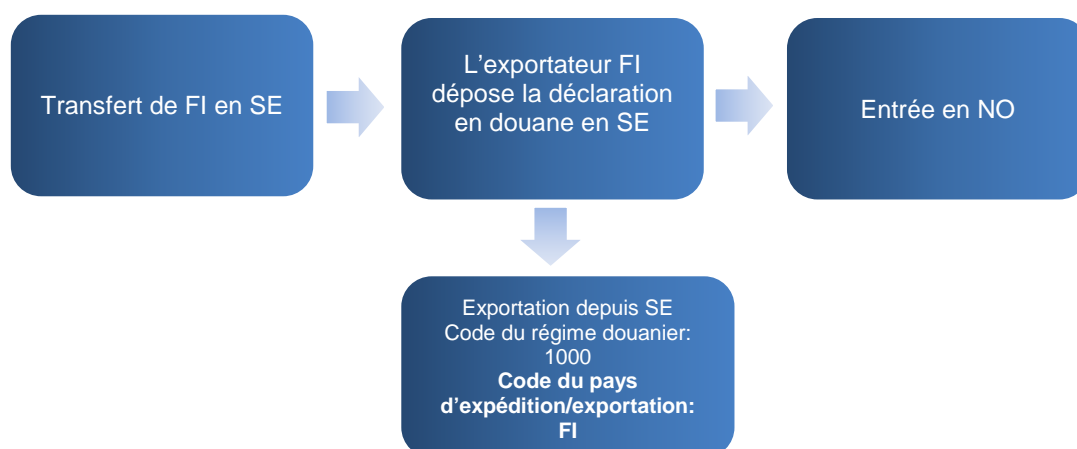 Transfert de FI en SE
L’exportateur FI
dépose la déclaration
en douane en SE
Entrée en NO
Exportation depuis SE
Code du régime douanier:
1000
Code du pays
d’expédition/exportation:
FI